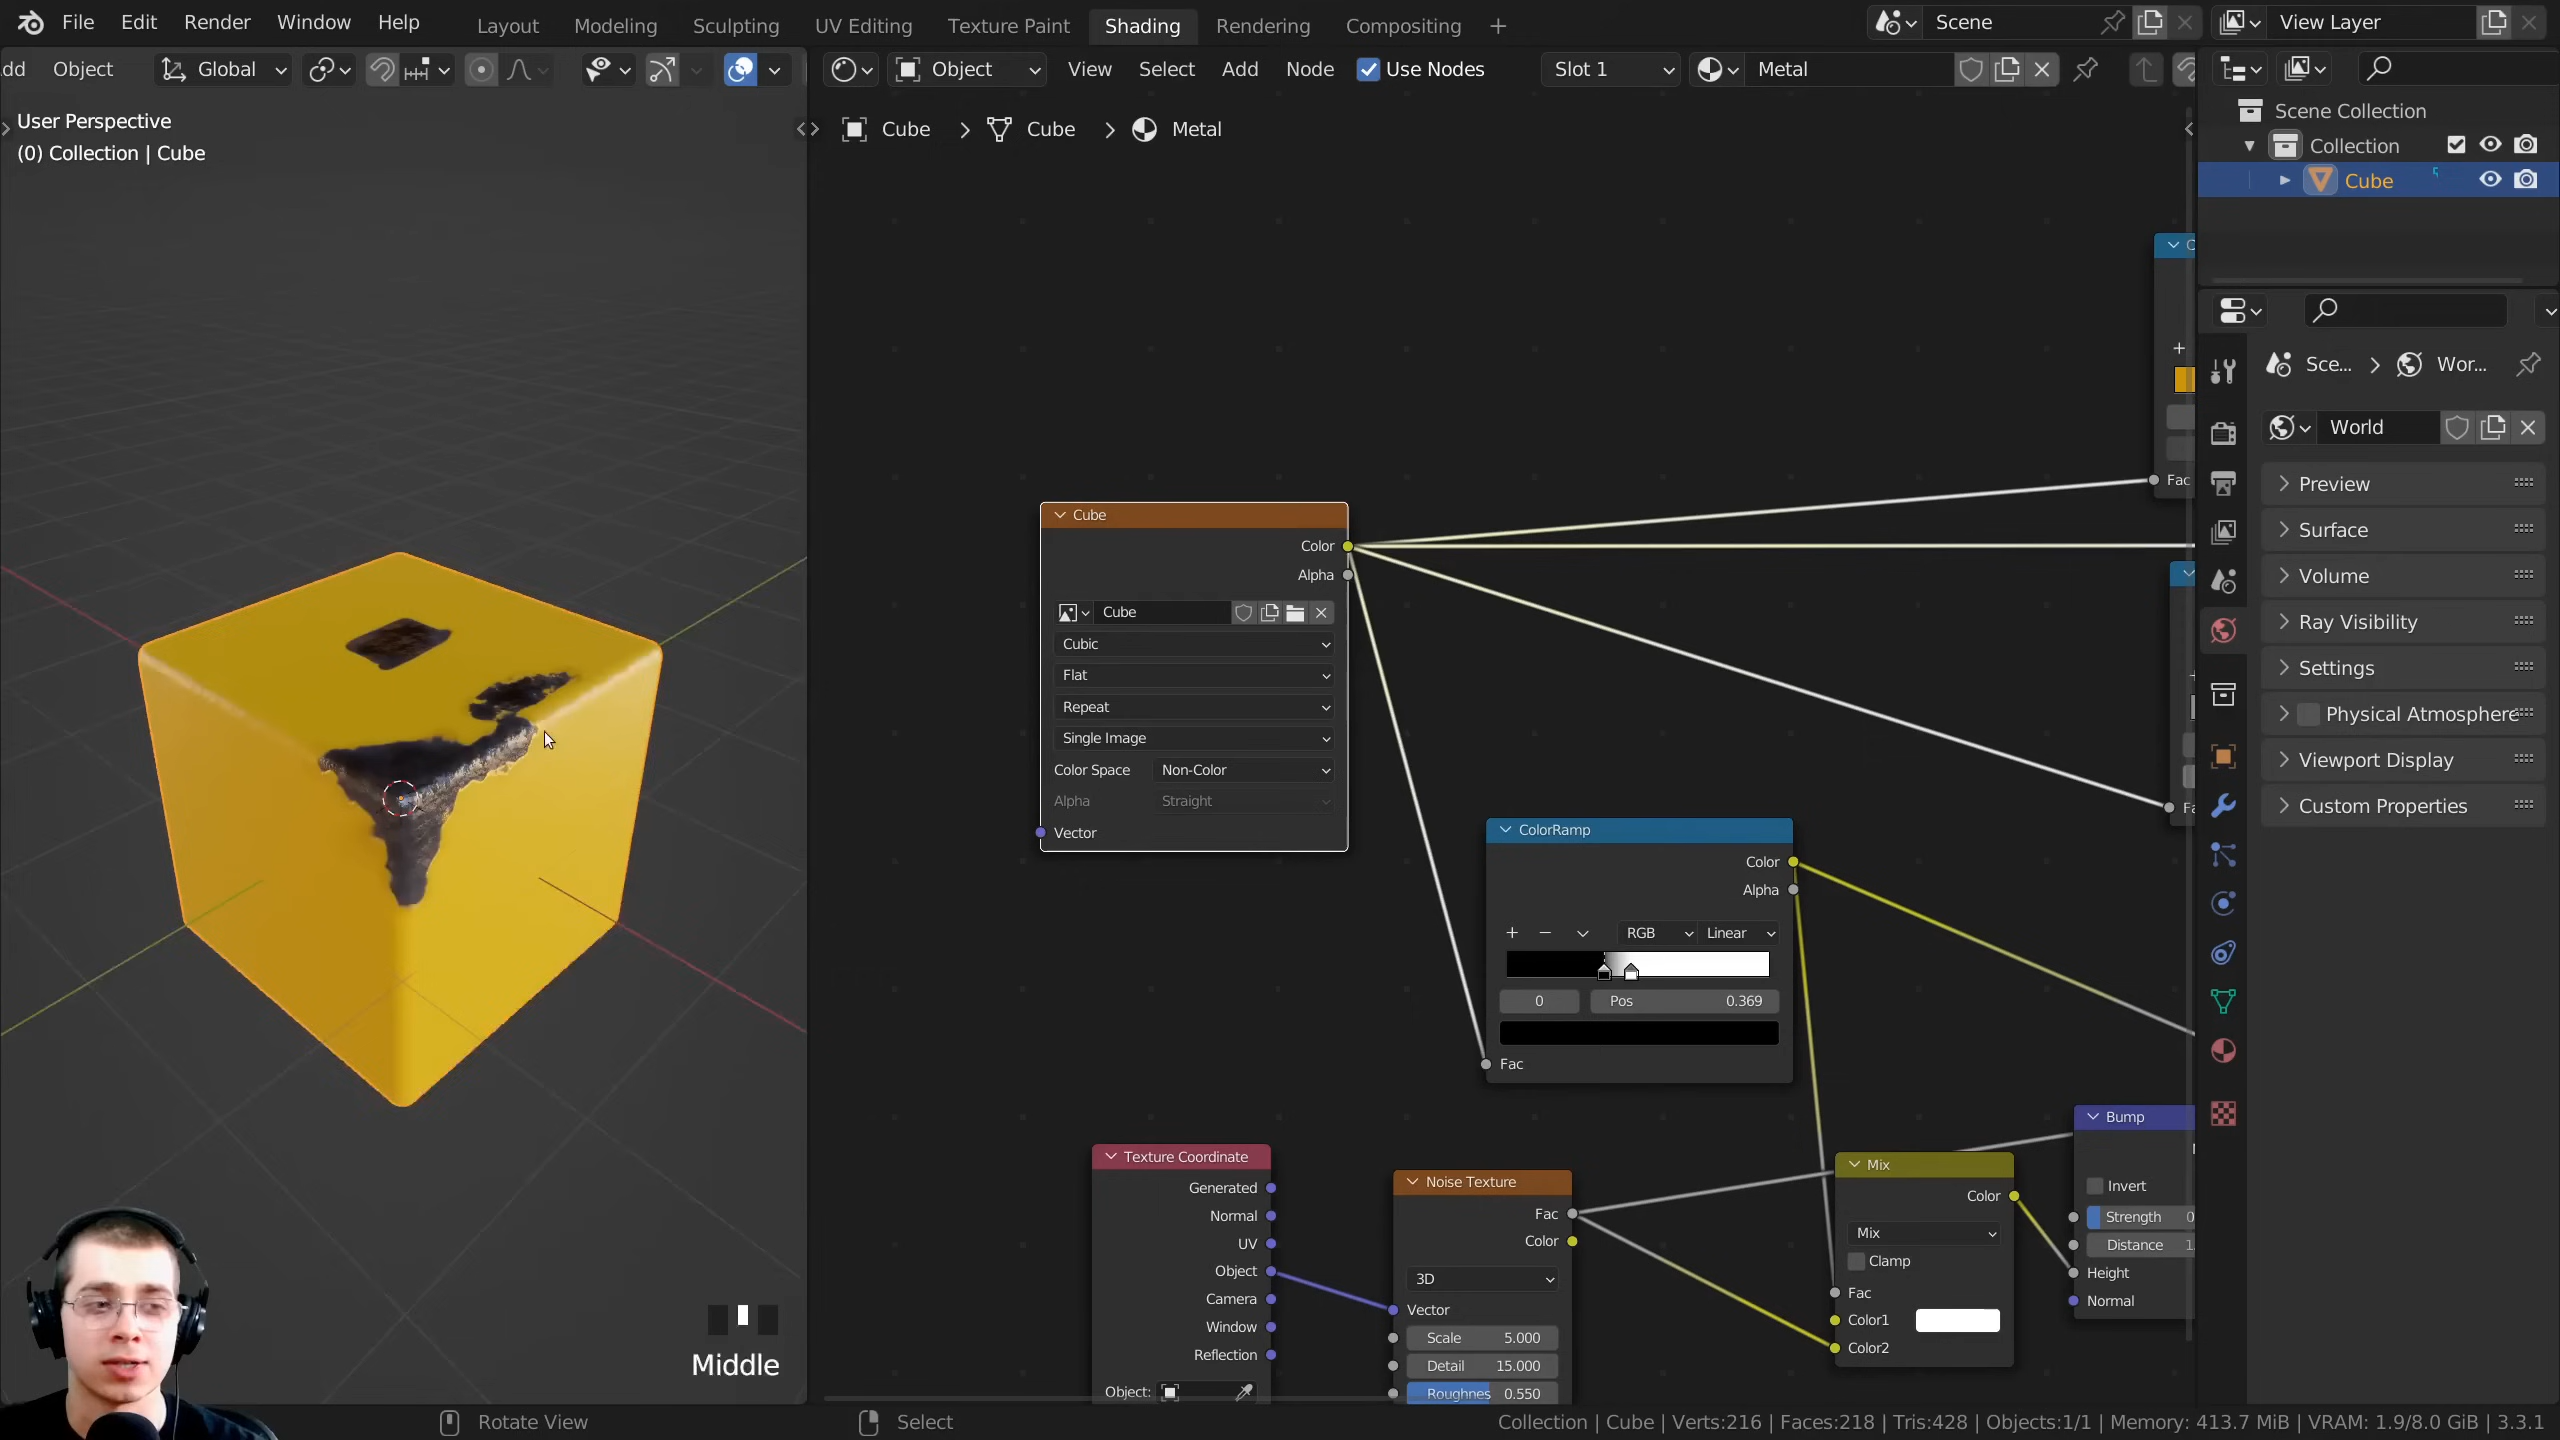 File Edit Render Window Help Layout Modeling Sculpting UV Editing Texture Paint Shading Rendering Compositing + Scene View Layer
dd Object Global Object View Select Add Node Use Nodes Slot 1 Metal
User Perspective
(0) Collection | Cube
Cube > Cube > Metal
Scene Collection
Collection
Cube
Sce... > Wor...
World
Preview
Surface
Volume
Ray Visibility
Settings
Physical Atmosphere
Viewport Display
Custom Properties
C
Fac
Cube
Color
Alpha
Cube
Cubic
Flat
Repeat
Single Image
Color Space Non-Color
Alpha Straight
Vector
ColorRamp
Color
Alpha
RGB Linear
0 Pos 0.369
Fac
Texture Coordinate
Generated
Normal
UV
Object
Camera
Window
Reflection
Object:
Noise Texture
Fac
Color
3D
Vector
Scale 5.000
Detail 15.000
Roughnes 0.550
Mix
Color
Mix
Clamp
Fac
Color1
Color2
Bump
Invert
Strength 0
Distance 1.
Height
Normal
Middle
Rotate View Select Collection | Cube | Verts:216 | Faces:218 | Tris:428 | Objects:1/1 | Memory: 413.7 MiB | VRAM: 1.9/8.0 GiB | 3.3.1